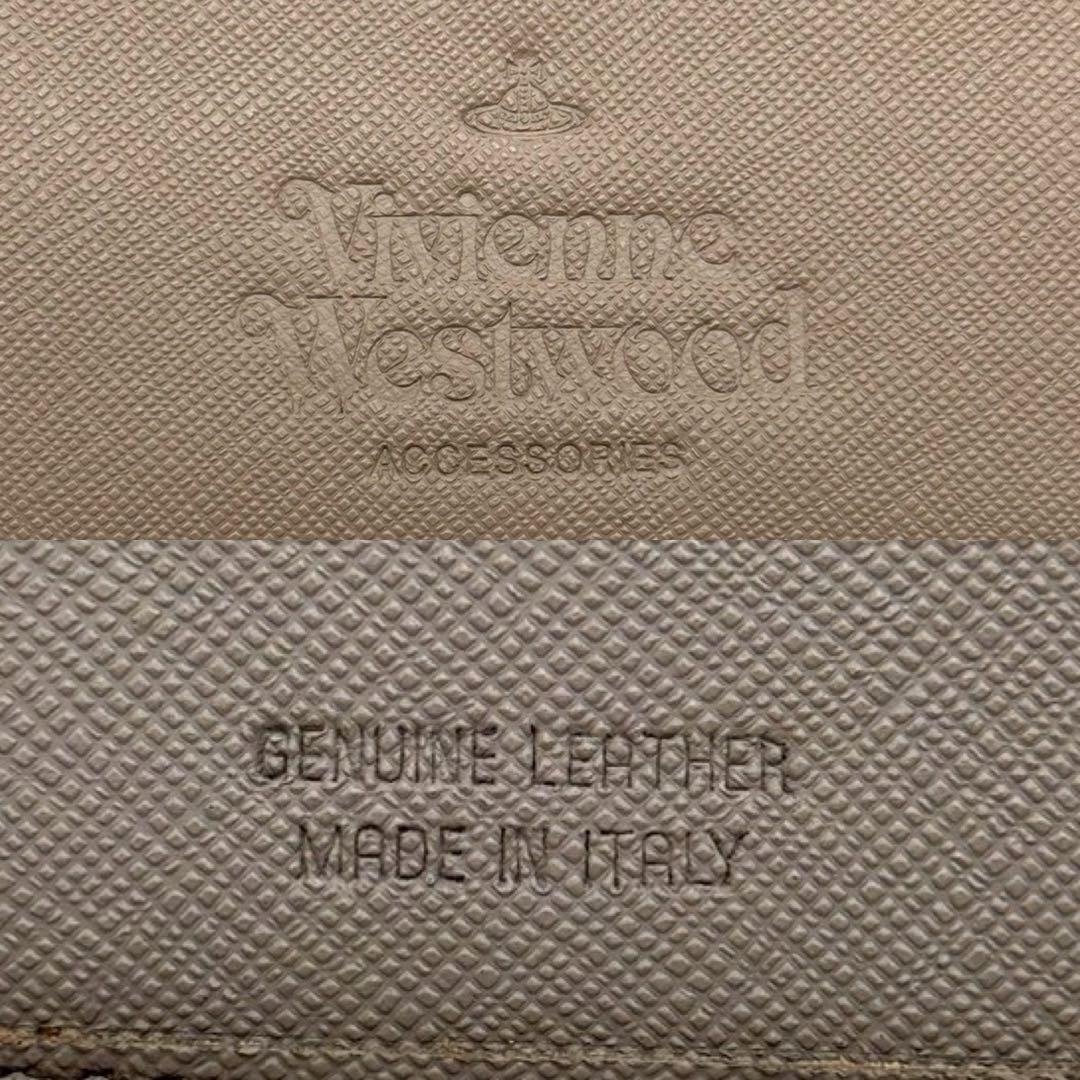 Vivienne
Westwood
ACCESSORIES
GENUINE LEATHER
MADE IN ITALY